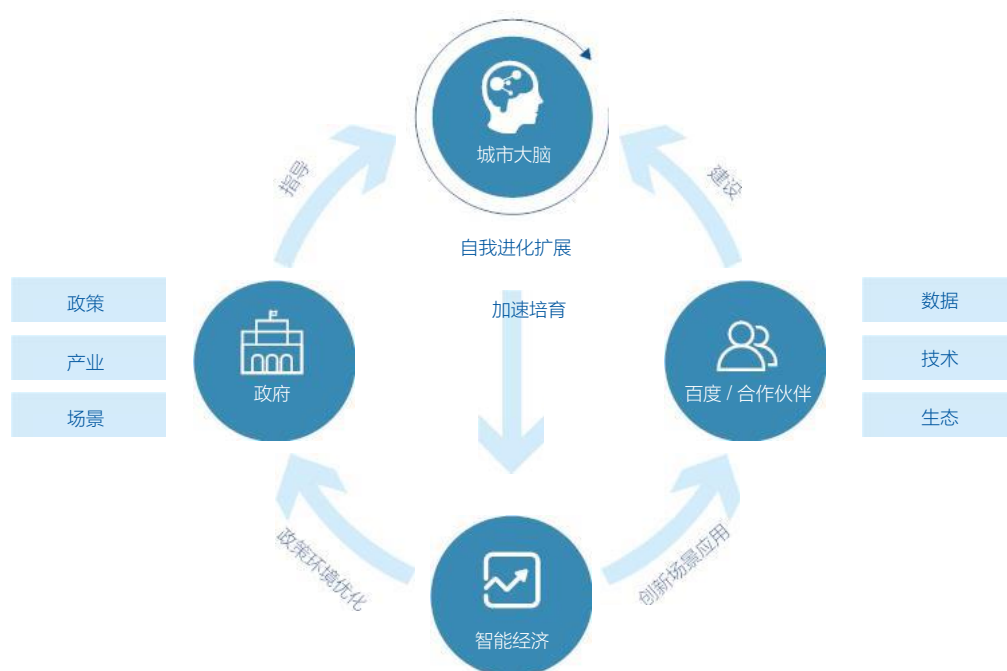 城市大脑
指导
建设
自我进化扩展
加速培育
政策
产业
场景
政府
百度 / 合作伙伴
数据
技术
生态
政策环境优化
创新场景应用
智能经济